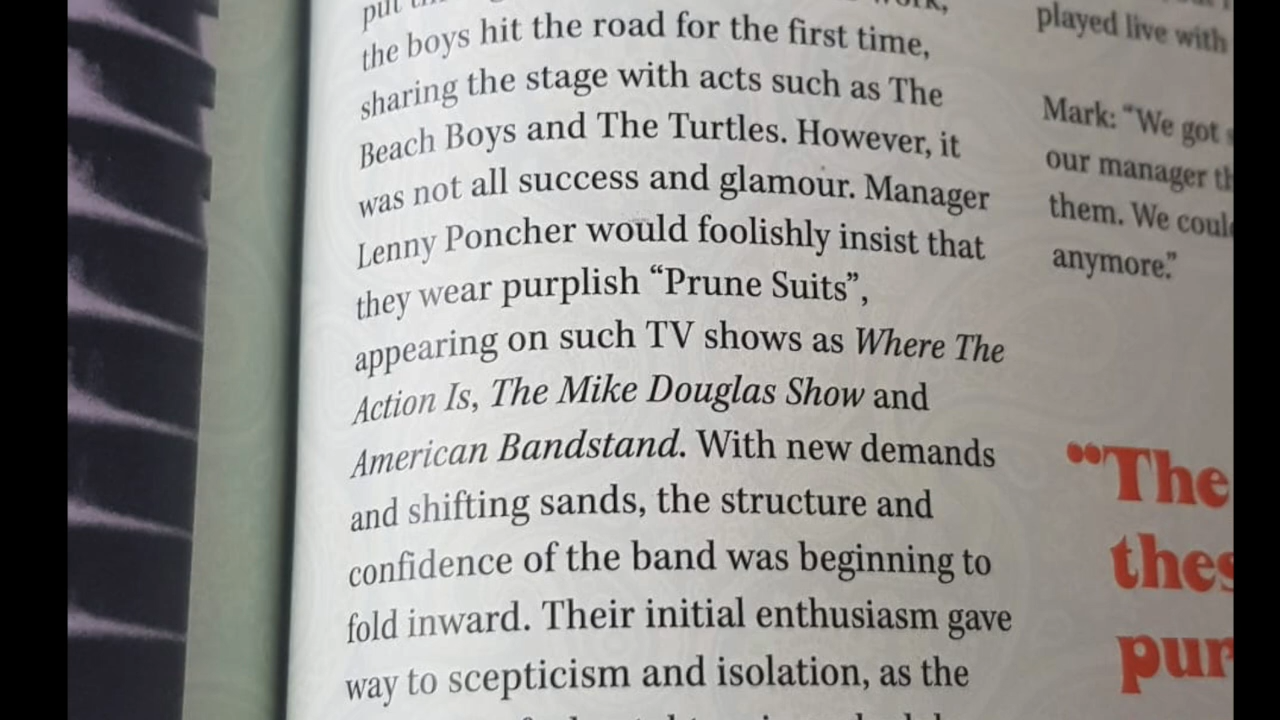 the boys hit the road for the first time,
sharing the stage with acts such as The
Beach Boys and The Turtles. However, it
was not all success and glamour. Manager
Lenny Poncher would foolishly insist that
they wear purplish “Prune Suits”,
appearing on such TV shows as Where The
Action Is, The Mike Douglas Show and
American Bandstand. With new demands
and shifting sands, the structure and
confidence of the band was beginning to
fold inward. Their initial enthusiasm gave
way to scepticism and isolation, as the
played live with
Mark: “We got
our manager
them. We
anymore.”
“The